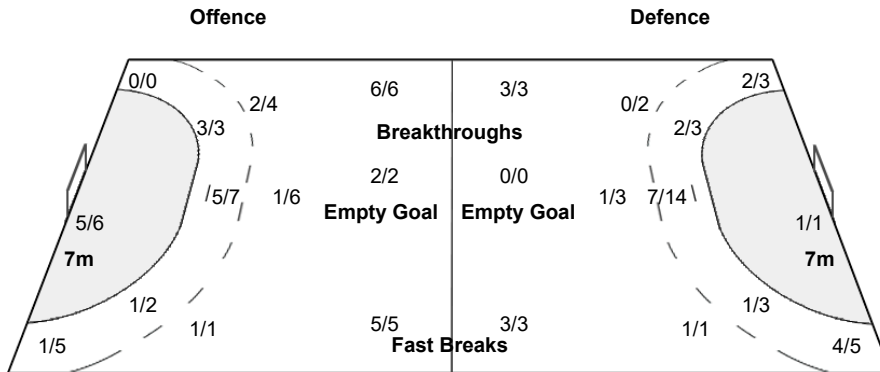 Offence Defence
0/0 6/6 3/3 2/3
2/4 0/2
3/3 Breakthroughs 2/3
2/2 0/0
5/7 1/6 1/3 7/14
5/6 Empty Goal Empty Goal 1/1
7m 7m
1/2 1/3
1/1 5/5 3/3 1/1
1/5 Fast Breaks 4/5